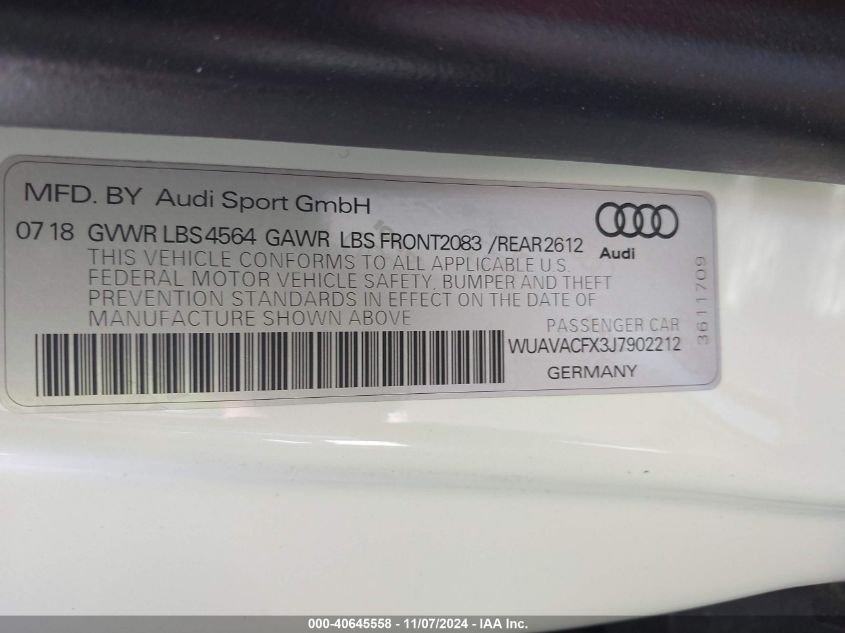 MFD. BY Audi Sport GmbH
07 18 GVWR LBS 4564 GAWR LBS FRONT 2083 /REAR 2612
Audi
THIS VEHICLE CONFORMS TO ALL APPLICABLE U.S.
FEDERAL MOTOR VEHICLE SAFETY, BUMPER AND THEFT
PREVENTION STANDARDS IN EFFECT ON THE DATE OF
MANUFACTURE SHOWN ABOVE
PASSENGER CAR
WUAVACFX3J7902212
GERMANY
3611709
000-40645558 - 11/07/2024 - IAA Inc.